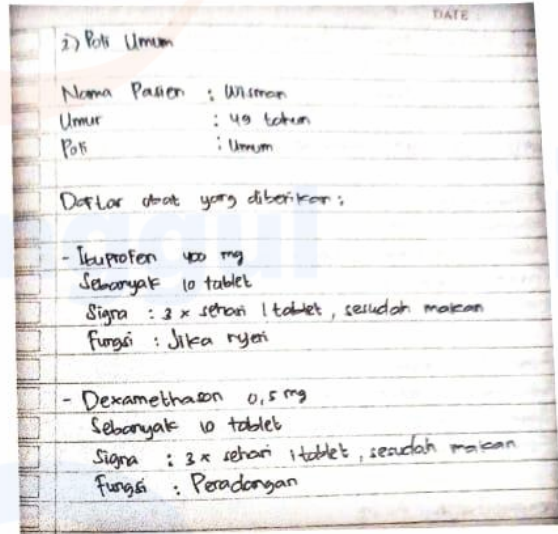 DATE
2) Poli Umum
Nama Pasien : Wisman
Umur : 49 tahun
Poli : Umum
Daftar obat yang diberikan :
- Ibuprofen 400 mg
Sebanyak 10 tablet
Signa : 3 x sehari 1 tablet, sesudah makan
Fungsi : Jika nyeri
- Dexamethason 0,5 mg
Sebanyak 10 tablet
Signa : 3 x sehari 1 tablet, sesudah makan
Fungsi : Peradangan